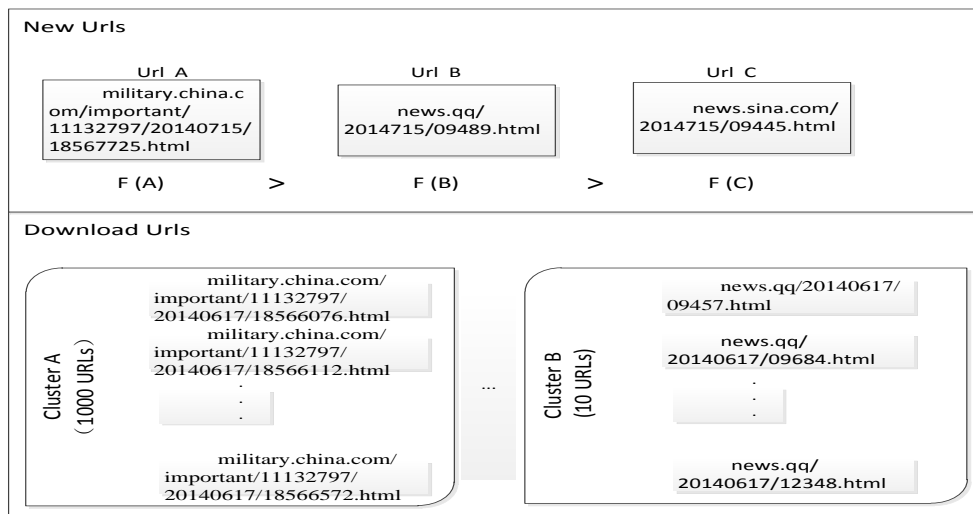 New Urls
Url A
military.china.c
om/important/
11132797/20140715/
18567725.html
Url B
news.qq/
2014715/09489.html
Url C
news.sina.com/
2014715/09445.html
F (A) > F (B) > F (C)
Download Urls
Cluster A
(1000 URLs)
military.china.com/
important/11132797/
20140617/18566076.html
military.china.com/
important/11132797/
20140617/18566112.html
.
.
.
military.china.com/
important/11132797/
20140617/18566572.html
...
Cluster B
(10 URLs)
news.qq/20140617/
09457.html
news.qq/
20140617/09684.html
.
.
.
news.qq/
20140617/12348.html